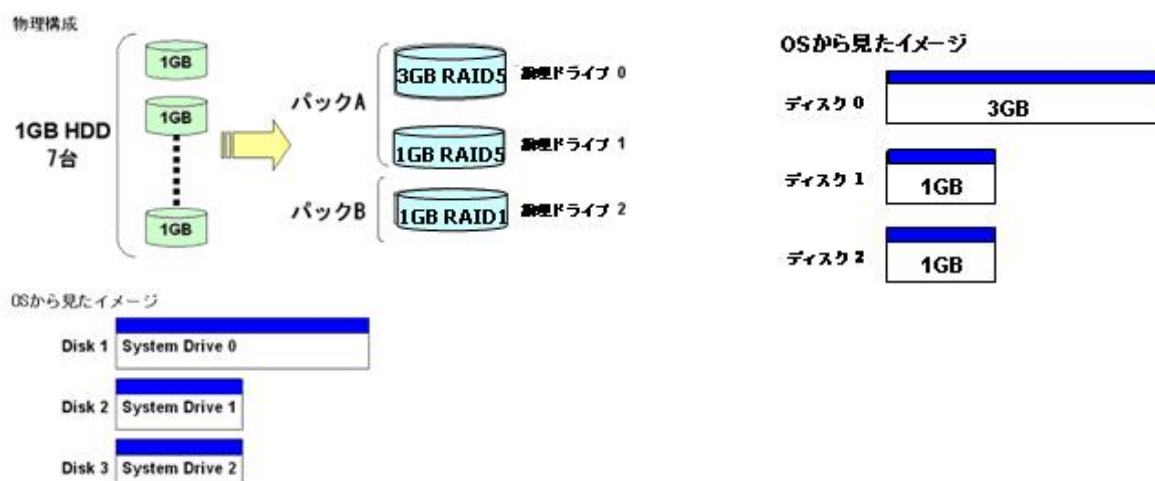 物理構成
1GB
1GB
1GB
1GB HDD
7台
パックA
3GB RAID5
論理ドライブ 0
1GB RAID5
論理ドライブ 1
パックB
1GB RAID1
論理ドライブ 2
OSから見たイメージ
ディスク 0
3GB
ディスク 1
1GB
ディスク 2
1GB
OSから見たイメージ
Disk 1 System Drive 0
Disk 2 System Drive 1
Disk 3 System Drive 2